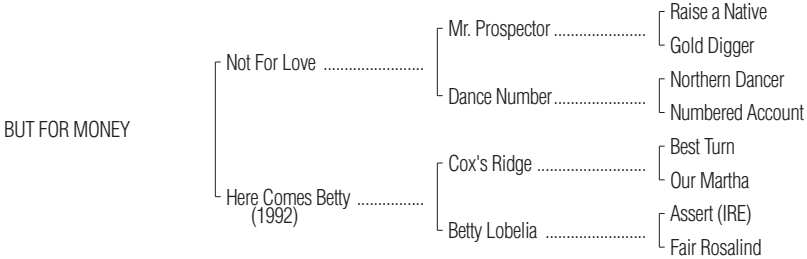 Raise a Native
Mr. Prospector ......................
Gold Digger
Not For Love ........................
Northern Dancer
Dance Number......................
Numbered Account
BUT FOR MONEY
Best Turn
Cox's Ridge ..........................
Our Martha
Here Comes Betty ................
(1992)
Assert (IRE)
Betty Lobelia ........................
Fair Rosalind